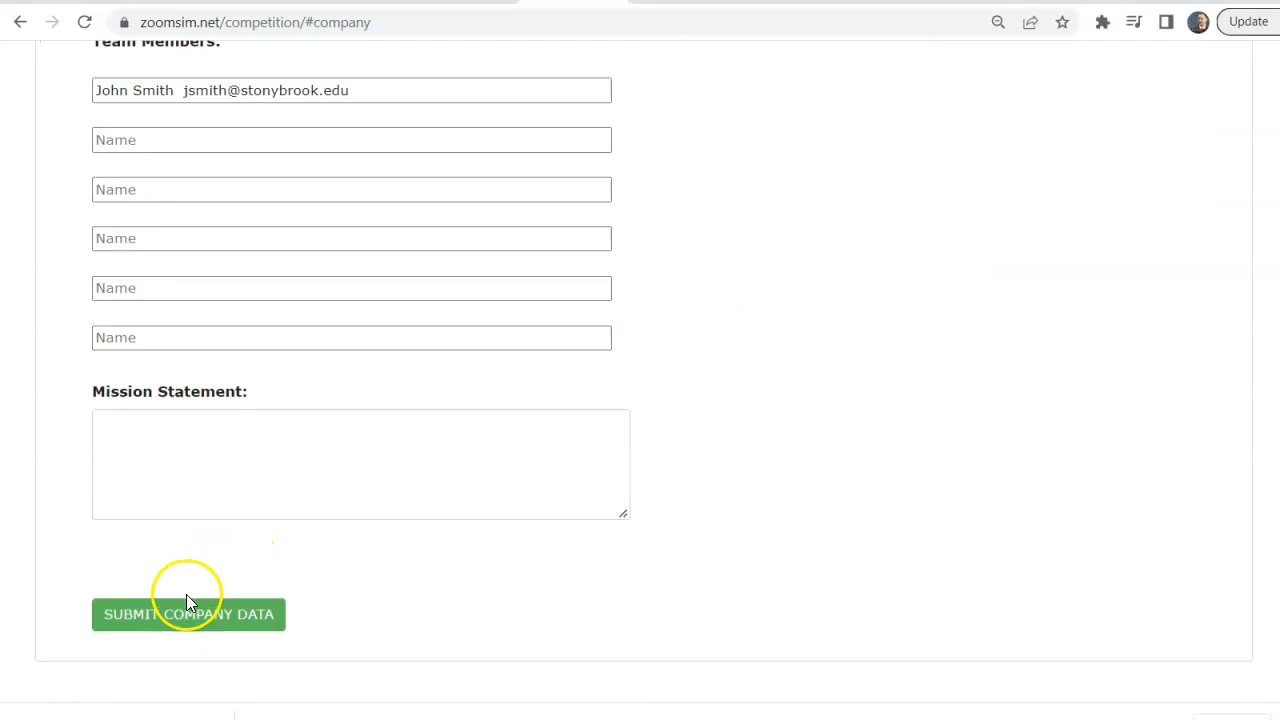 zoomsim.net/competition/#company
Update
Team Members:
John Smith jsmith@stonybrook.edu
Name
Name
Name
Name
Name
Mission Statement:
SUBMIT COMPANY DATA